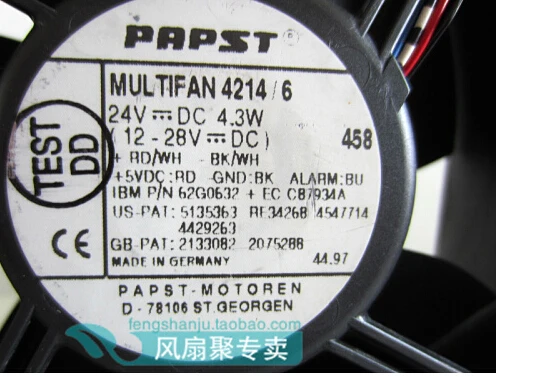 PAPST
MULTIFAN 4214/6
24V ⎓ DC 4.3W
(12-28V ⎓ DC) 458
+ RD/WH - BK/WH
+5VDC:RD GND:BK ALARM:BU
IBM P/N 62G0632 + EC C87934A
US-PAT: 5135363 RE34268 4547714
4429263
GB-PAT: 2133082 2075288
MADE IN GERMANY 44.97
PAPST-MOTOREN
D-78106 ST.GEORGEN
TEST
DD
CE
fengshanju.taobao.com
风扇聚专卖